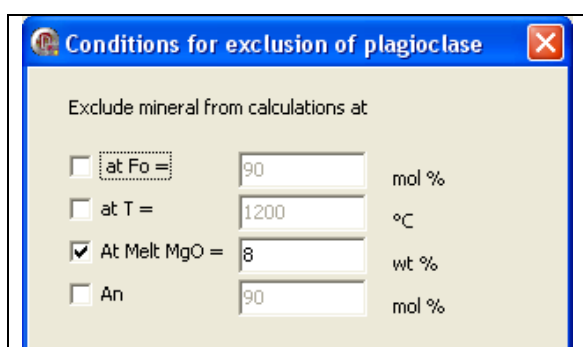 Conditions for exclusion of plagioclase
Exclude mineral from calculations at
at Fo = 90 mol %
at T = 1200 °C
At Melt MgO = 8 wt %
An 90 mol %